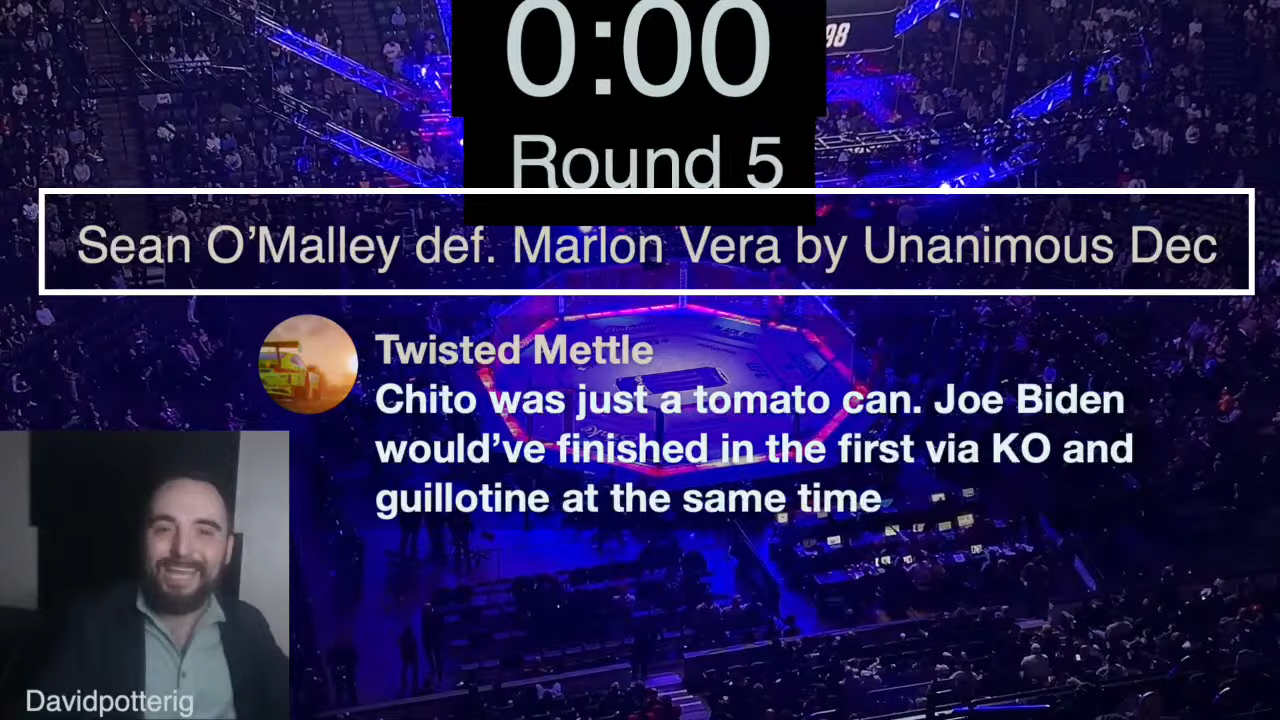 98
0:00
Round 5
Sean O’Malley def. Marlon Vera by Unanimous Dec
Twisted Mettle
Chito was just a tomato can. Joe Biden
would’ve finished in the first via KO and
guillotine at the same time
Davidpotterig